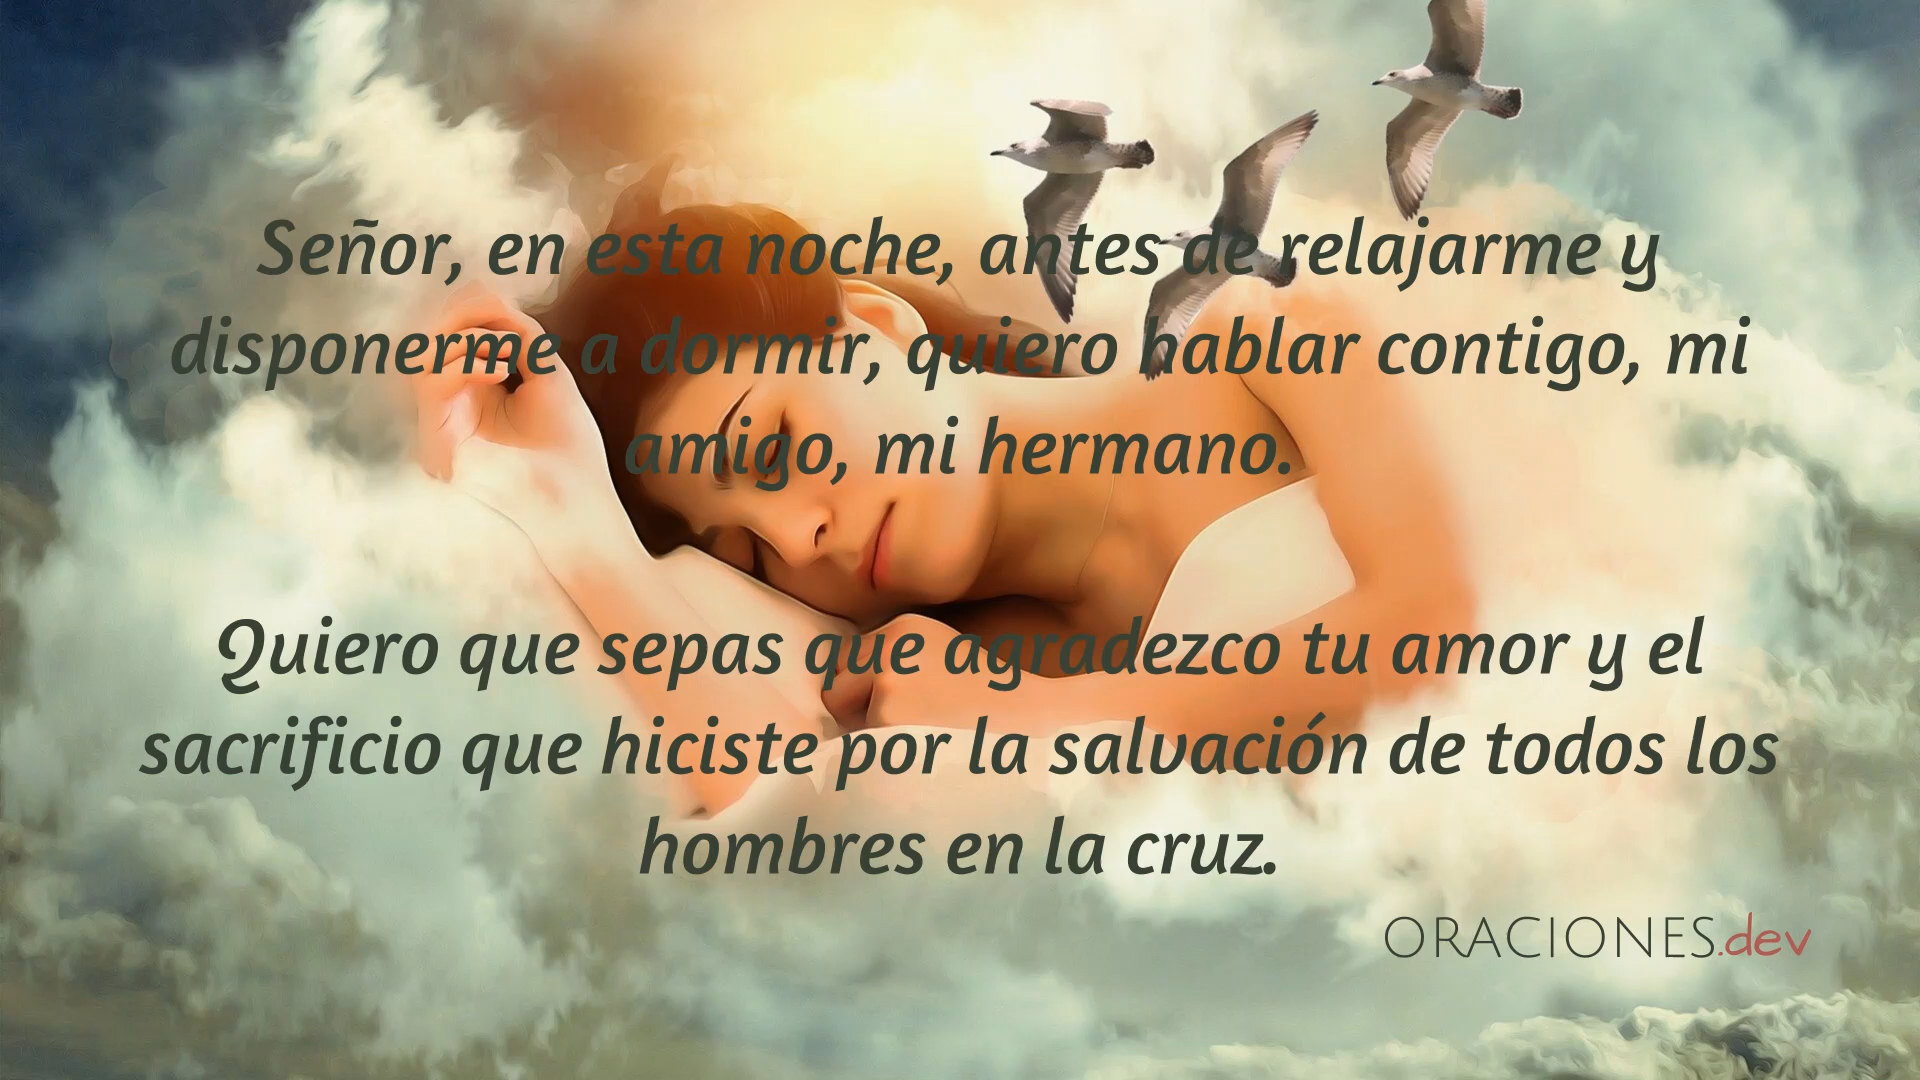 Señor, en esta noche, antes de relajarme y
disponerme a dormir, quiero hablar contigo, mi
amigo, mi hermano.
Quiero que sepas que agradezco tu amor y el
sacrificio que hiciste por la salvación de todos los
hombres en la cruz.
ORACIONES.dev